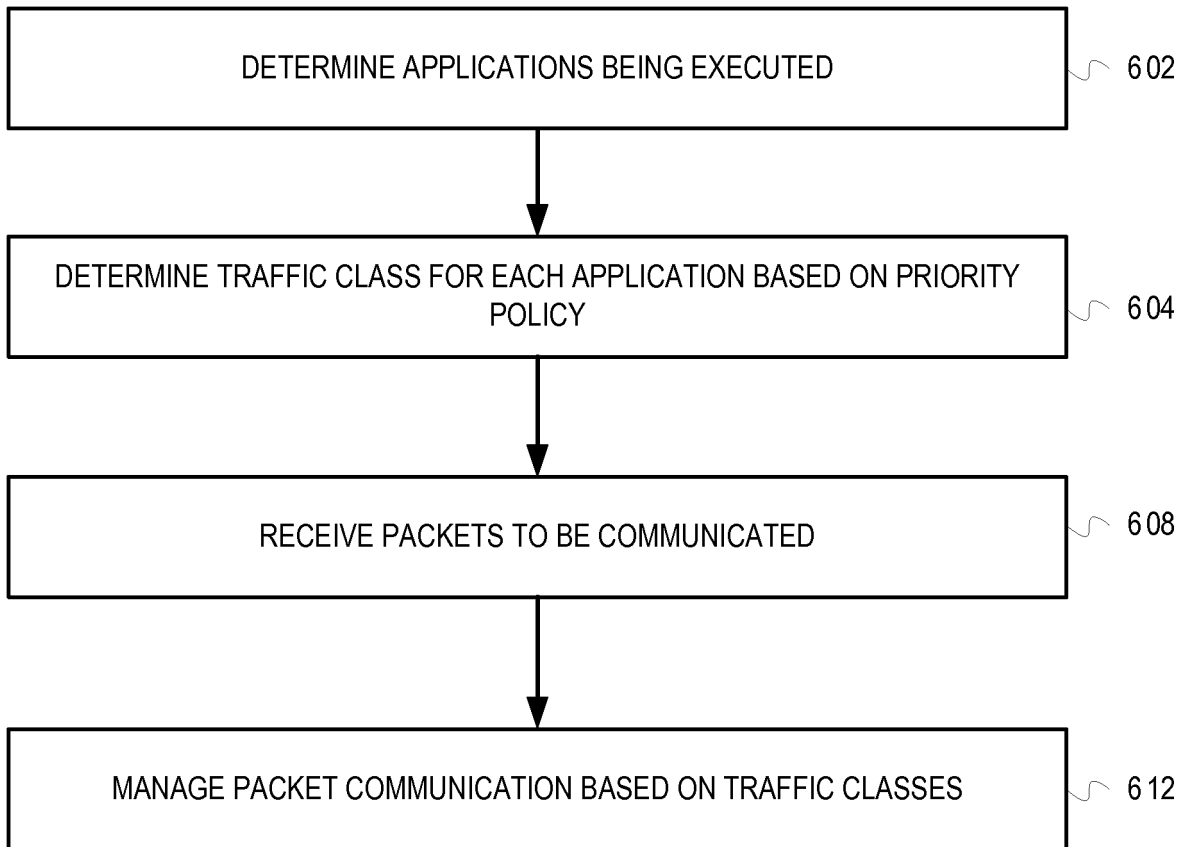 DETERMINE APPLICATIONS BEING EXECUTED
602
DETERMINE TRAFFIC CLASS FOR EACH APPLICATION BASED ON PRIORITY
POLICY
604
RECEIVE PACKETS TO BE COMMUNICATED
608
MANAGE PACKET COMMUNICATION BASED ON TRAFFIC CLASSES
612